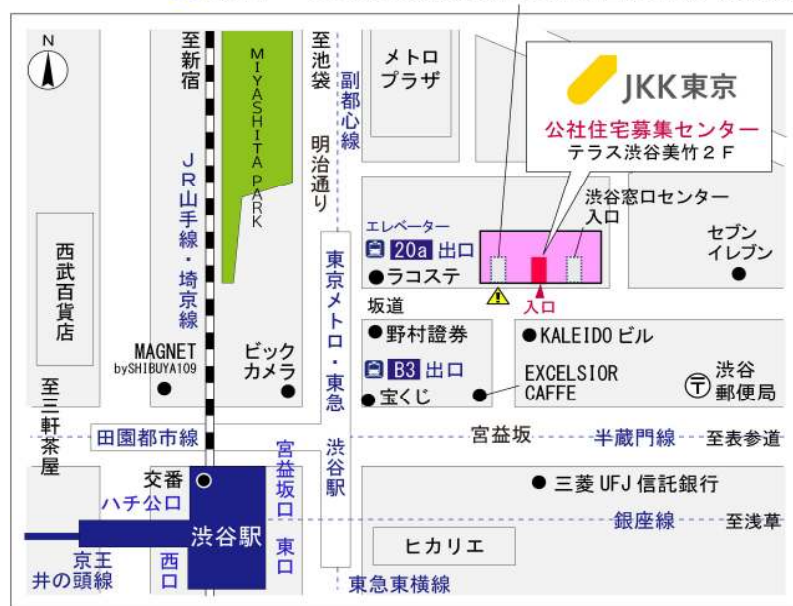 N
至新宿
MIYASHITA PARK
至池袋
副都心線
明治通り
メトロ
プラザ
JKK東京
公社住宅募集センター
テラス渋谷美竹2F
JR山手線・埼京線
渋谷窓口センター
入口
エレベーター
20a 出口
ラコステ
セブン
イレブン
西武百貨店
入口
坂道
東京メトロ・東急 渋谷駅
野村證券
KALEIDO ビル
MAGNET
bySHIBUYA109
ビック
カメラ
B3 出口
EXCELSIOR
CAFFE
宝くじ
〒
渋谷
郵便局
至三軒茶屋
田園都市線
宮益坂
半蔵門線
至表参道
交番
宮益坂口
三菱 UFJ 信託銀行
ハチ公口
渋谷駅
銀座線
至浅草
西口
東口
ヒカリエ
京王
井の頭線
東急東横線